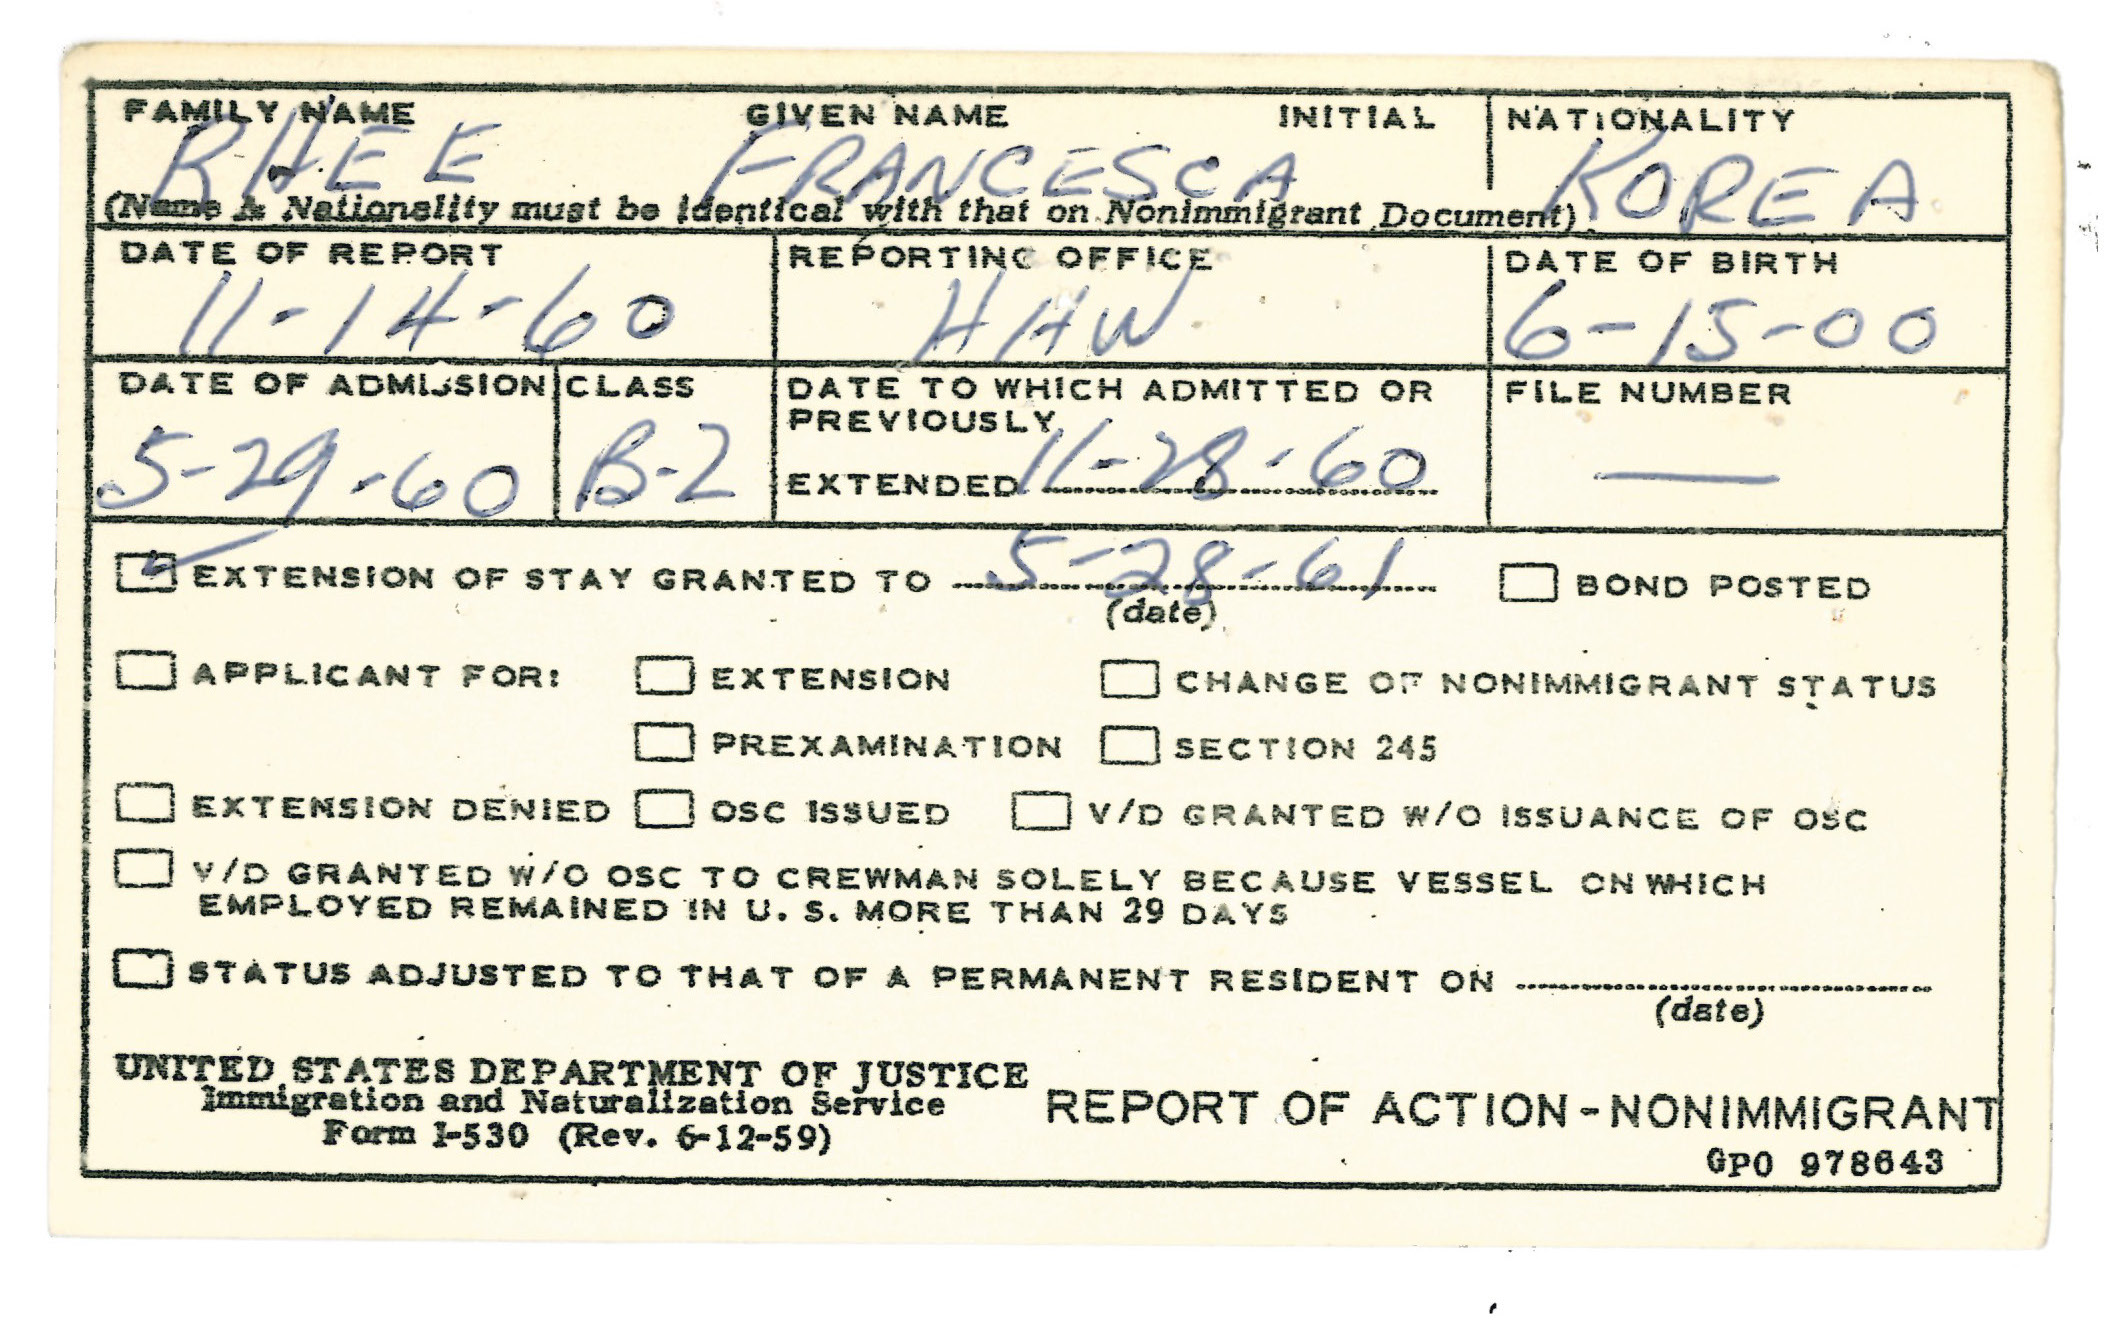 FAMILY NAME GIVEN NAME INITIAL NATIONALITY
RHEE FRANCESCA KOREA
(Name & Nationality must be identical with that on Nonimmigrant Document)
DATE OF REPORT REPORTING OFFICE DATE OF BIRTH
11-14-60 HHW 6-15-00
DATE OF ADMISSION CLASS DATE TO WHICH ADMITTED OR FILE NUMBER
PREVIOUSLY
5-29-60 B-2 EXTENDED 11-28-60 —
EXTENSION OF STAY GRANTED TO 5-28-61 BOND POSTED
(date)
APPLICANT FOR: EXTENSION CHANGE OF NONIMMIGRANT STATUS
PREXAMINATION SECTION 245
EXTENSION DENIED OSC ISSUED V/D GRANTED W/O ISSUANCE OF OSC
V/D GRANTED W/O OSC TO CREWMAN SOLELY BECAUSE VESSEL ON WHICH
EMPLOYED REMAINED IN U. S. MORE THAN 29 DAYS
STATUS ADJUSTED TO THAT OF A PERMANENT RESIDENT ON
(date)
UNITED STATES DEPARTMENT OF JUSTICE
Immigration and Naturalization Service REPORT OF ACTION-NONIMMIGRANT
Form I-530 (Rev. 6-12-59)
GPO 978643